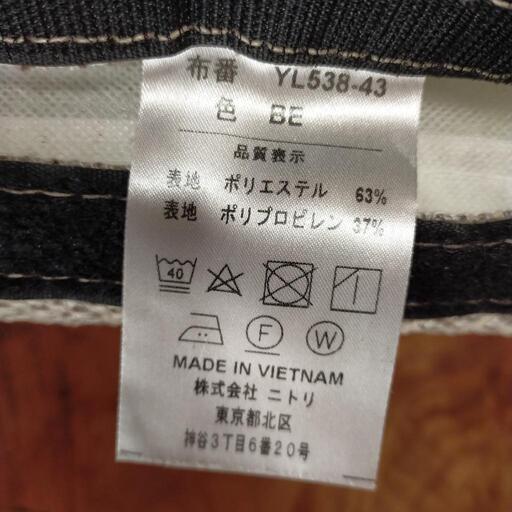 布番 YL538-43
色 BE
品質表示
表地 ポリエステル 63%
表地 ポリプロピレン 37%
40
F W
MADE IN VIETNAM
株式会社 ニトリ
東京都北区
神谷3丁目6番20号